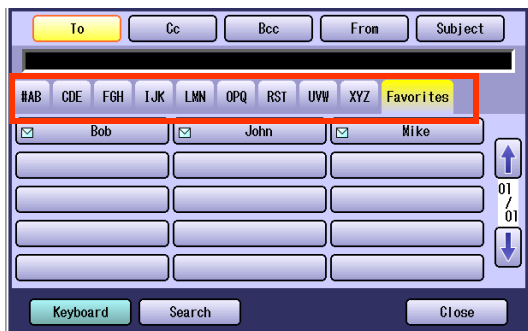 To Cc Bcc From Subject
#AB CDE FGH IJK LMN OPQ RST UVW XYZ Favorites
Bob John Mike
01
/
01
Keyboard Search Close